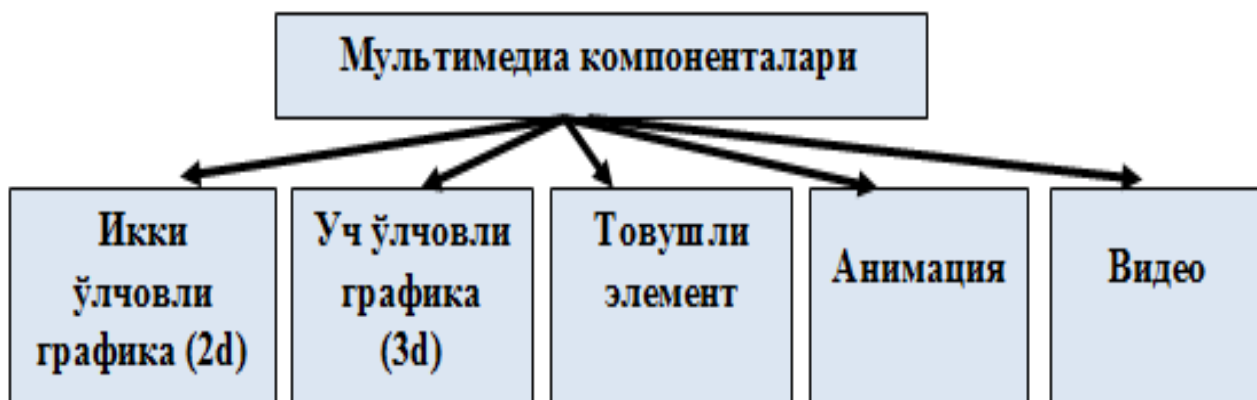 Мультимедиа компоненталари
Икки
ўлчовли
графика (2d)
Уч ўлчовли
графика
(3d)
Товушли
элемент
Анимация
Видео